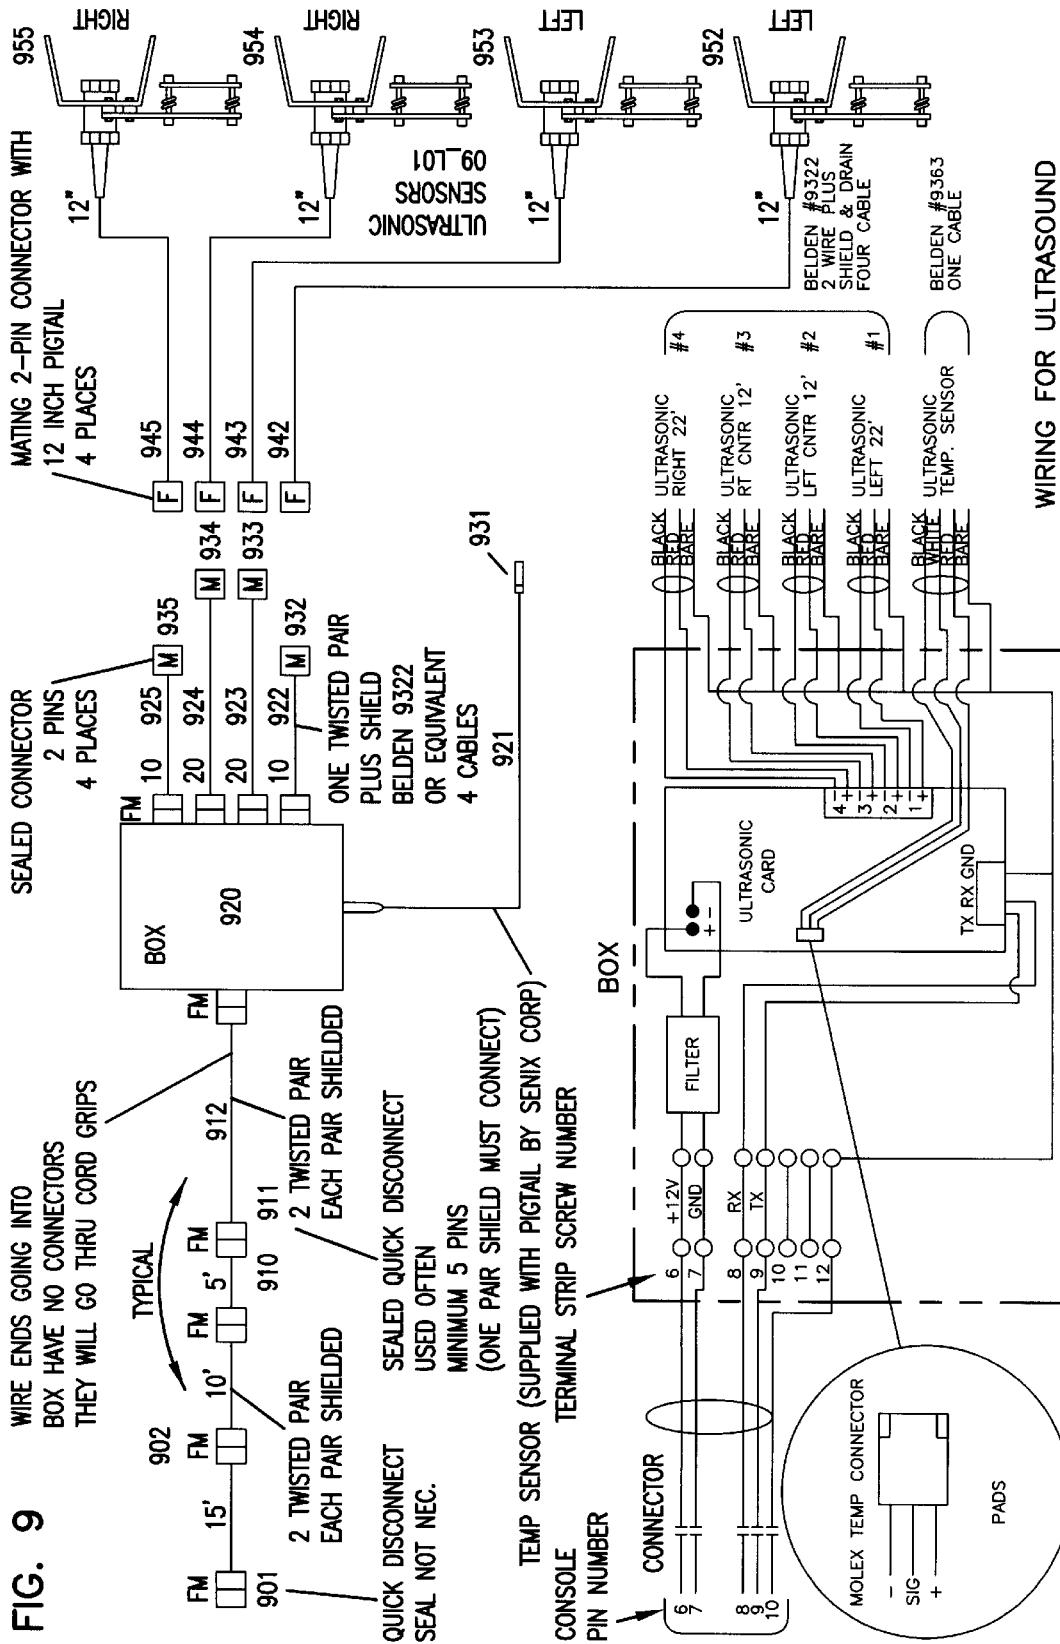 FIG. 9
WIRE ENDS GOING INTO
BOX HAVE NO CONNECTORS
THEY WILL GO THRU CORD GRIPS
SEALED CONNECTOR
2 PINS
4 PLACES
MATING 2-PIN CONNECTOR WITH
12 INCH PIGTAIL
4 PLACES
955
RIGHT
954
RIGHT
953
LEFT
952
LEFT
12"
12"
12"
12"
ULTRASONIC
SENSORS
09_L01
945
944
943
942
F
F
F
F
M
934
M
933
M
935
M
932
925
924
923
922
10
20
20
10
FM
BOX
920
FM
912
TYPICAL
FM
5'
FM
10'
902
FM
15'
FM
901
910
911
2 TWISTED PAIR
EACH PAIR SHIELDED
2 TWISTED PAIR
EACH PAIR SHIELDED
QUICK DISCONNECT
SEAL NOT NEC.
SEALED QUICK DISCONNECT
USED OFTEN
MINIMUM 5 PINS
(ONE PAIR SHIELD MUST CONNECT)
ONE TWISTED PAIR
PLUS SHIELD
BELDEN 9322
OR EQUIVALENT
4 CABLES
921
931
TEMP SENSOR (SUPPLIED WITH PIGTAIL BY SENIX CORP)
TERMINAL STRIP SCREW NUMBER
CONSOLE
PIN NUMBER
CONNECTOR
6
7
8
9
10
6
7
8
9
10
11
12
+12V
GND
RX
TX
FILTER
BOX
+ -
ULTRASONIC
CARD
TX RX GND
-
4
+
-
3
+
-
2
+
-
1
+
BLACK
RED
BARE
ULTRASONIC
RIGHT 22'
#4
BLACK
RED
BARE
ULTRASONIC
RT CNTR 12'
#3
BLACK
RED
BARE
ULTRASONIC
LFT CNTR 12'
#2
BLACK
RED
BARE
ULTRASONIC
LEFT 22'
#1
BLACK
WHITE
RED
BARE
ULTRASONIC
TEMP. SENSOR
BELDEN #9322
2 WIRE PLUS
SHIELD & DRAIN
FOUR CABLE
BELDEN #9363
ONE CABLE
MOLEX TEMP CONNECTOR
-
SIG
+
PADS
WIRING FOR ULTRASOUND